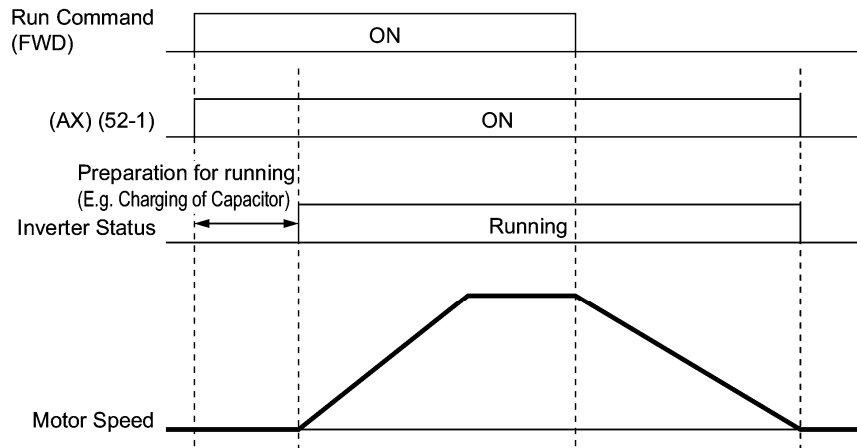 Run Command
(FWD)
ON
(AX) (52-1)
ON
Preparation for running
(E.g. Charging of Capacitor)
Inverter Status
Running
Motor Speed